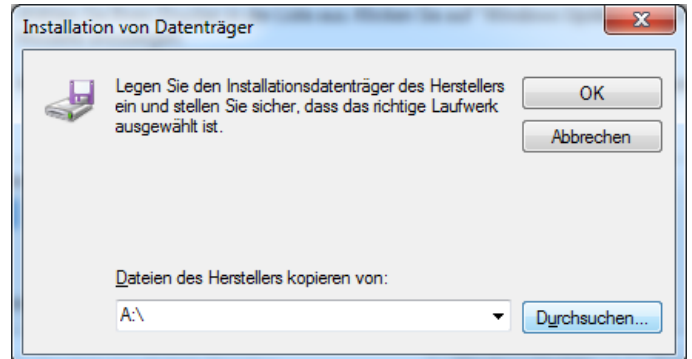 Installation von Datenträger
Legen Sie den Installationsdatenträger des Herstellers
ein und stellen Sie sicher, dass das richtige Laufwerk
ausgewählt ist.
OK
Abbrechen
Dateien des Herstellers kopieren von:
A:\
Durchsuchen...